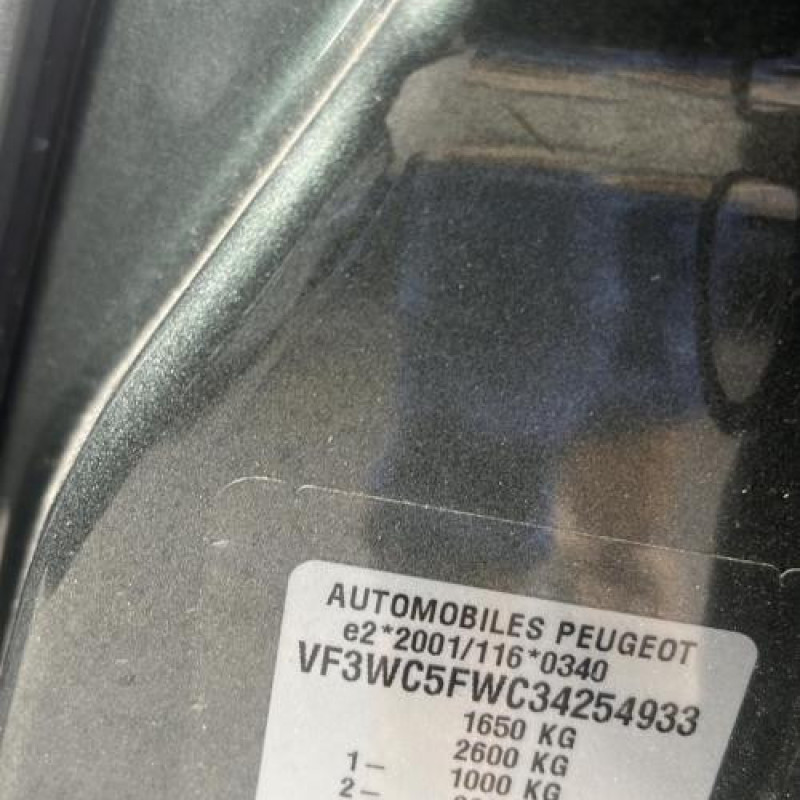 AUTOMOBILES PEUGEOT
e2*2001/116*0340
VF3WC5FWC34254933
1650 KG
2600 KG
1– 1000 KG
2–